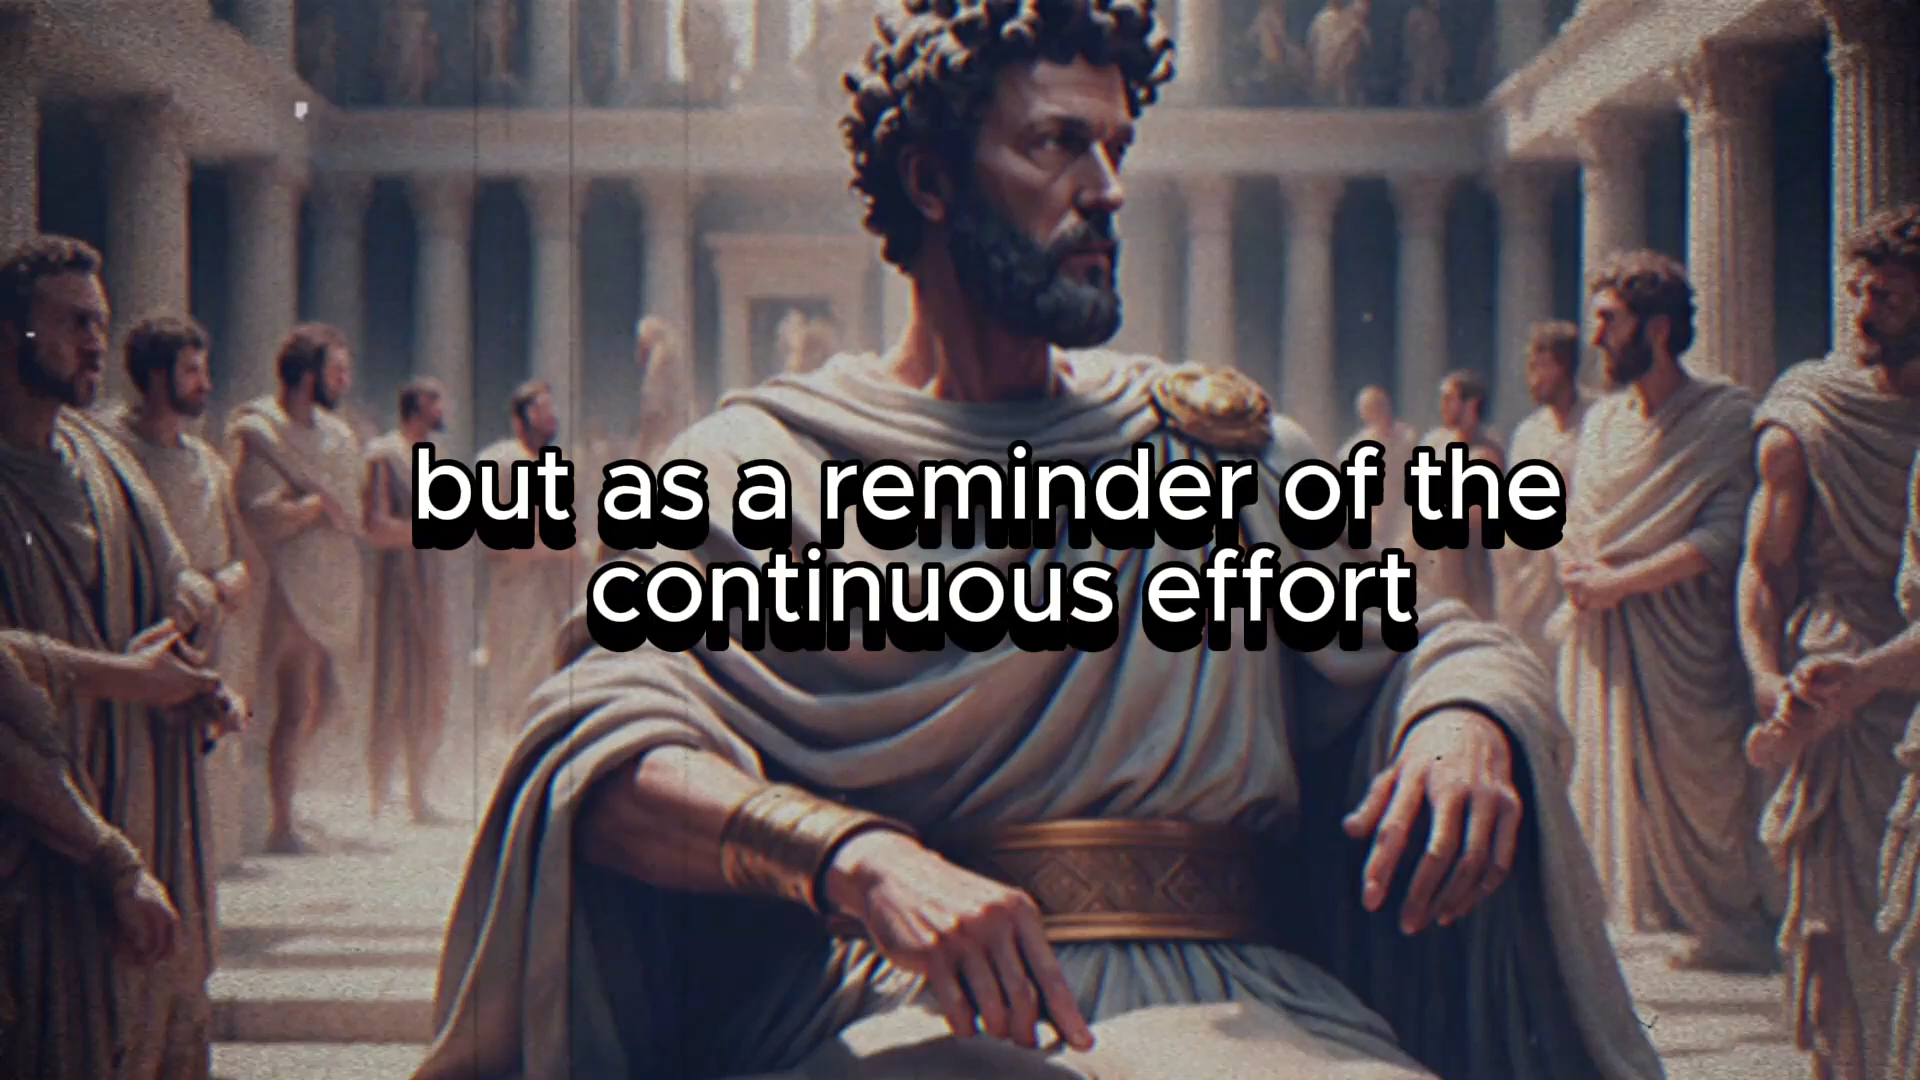 but as a reminder of the
continuous effort